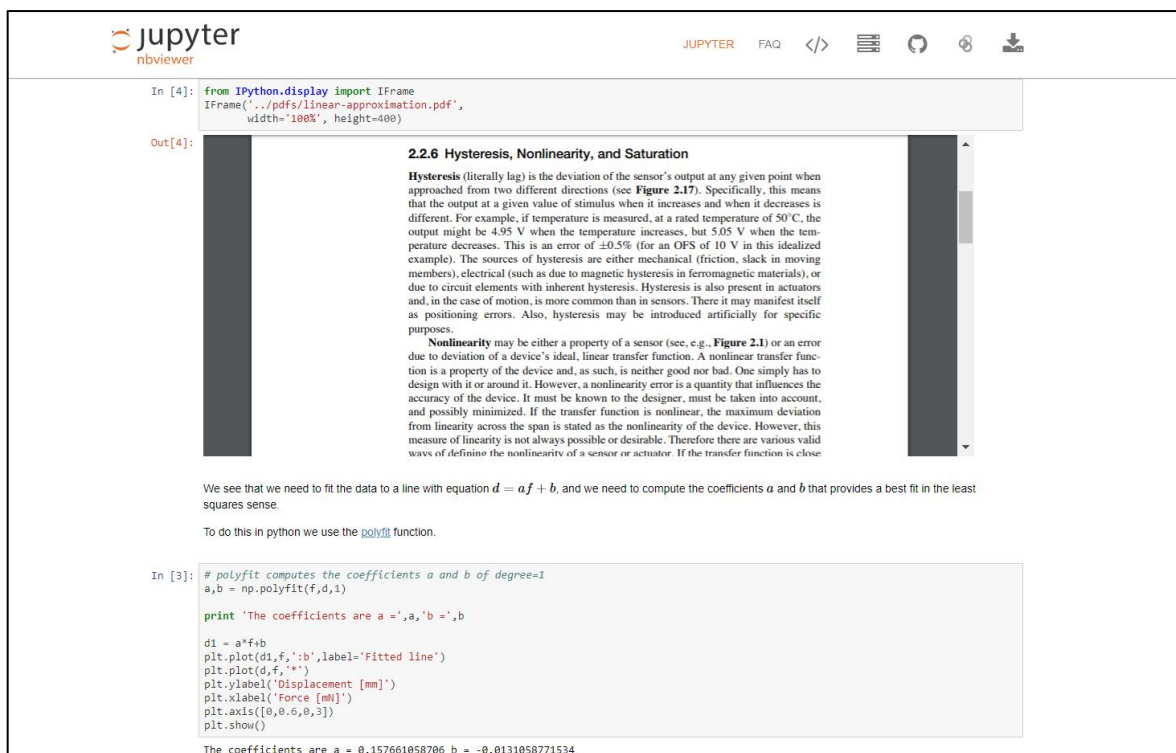 jupyter
nbviewer
JUPYTER FAQ </>
In [4]: from IPython.display import IFrame
IFrame('../pdfs/linear-approximation.pdf',
width='100%', height=400)
Out[4]:
2.2.6 Hysteresis, Nonlinearity, and Saturation
Hysteresis (literally lag) is the deviation of the sensor's output at any given point when
approached from two different directions (see Figure 2.17). Specifically, this means
that the output at a given value of stimulus when it increases and when it decreases is
different. For example, if temperature is measured, at a rated temperature of 50°C, the
output might be 4.95 V when the temperature increases, but 5.05 V when the tem-
perature decreases. This is an error of ±0.5% (for an OFS of 10 V in this idealized
example). The sources of hysteresis are either mechanical (friction, slack in moving
members), electrical (such as due to magnetic hysteresis in ferromagnetic materials), or
due to circuit elements with inherent hysteresis. Hysteresis is also present in actuators
and, in the case of motion, is more common than in sensors. There it may manifest itself
as positioning errors. Also, hysteresis may be introduced artificially for specific
purposes.
Nonlinearity may be either a property of a sensor (see, e.g., Figure 2.1) or an error
due to deviation of a device's ideal, linear transfer function. A nonlinear transfer func-
tion is a property of the device and, as such, is neither good nor bad. One simply has to
design with it or around it. However, a nonlinearity error is a quantity that influences the
accuracy of the device. It must be known to the designer, must be taken into account,
and possibly minimized. If the transfer function is nonlinear, the maximum deviation
from linearity across the span is stated as the nonlinearity of the device. However, this
measure of linearity is not always possible or desirable. Therefore there are various valid
ways of defining the nonlinearity of a sensor or actuator. If the transfer function is close
We see that we need to fit the data to a line with equation d = af + b, and we need to compute the coefficients a and b that provides a best fit in the least
squares sense.
To do this in python we use the polyfit function.
In [3]: # polyfit computes the coefficients a and b of degree=1
a,b = np.polyfit(f,d,1)
print 'The coefficients are a =',a,'b =',b
d1 = a*f+b
plt.plot(d1,f,':b',label='Fitted line')
plt.plot(d,f,'*')
plt.ylabel('Displacement [mm]')
plt.xlabel('Force [mN]')
plt.axis([0,0.6,0,3])
plt.show()
The coefficients are a = 0.157661058706 b = -0.0131058771534